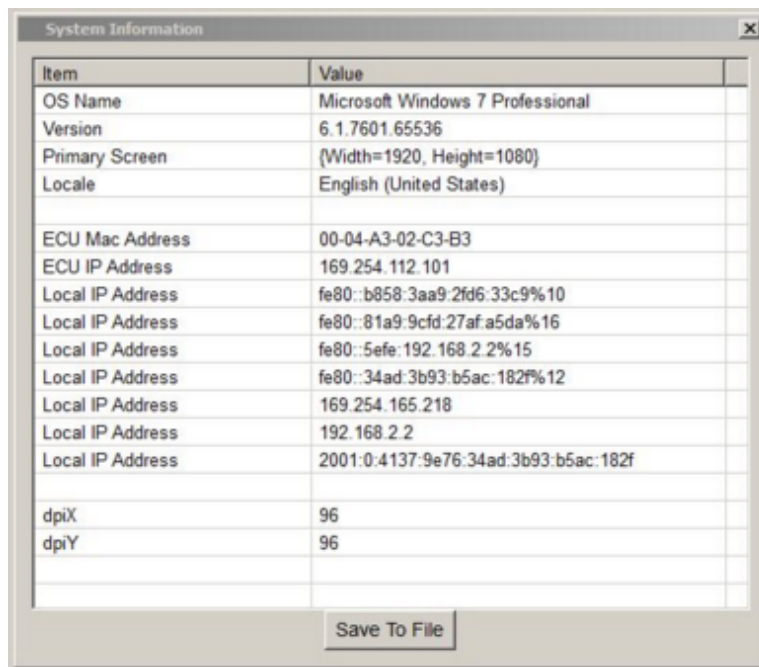 System Information
Item Value
OS Name Microsoft Windows 7 Professional
Version 6.1.7601.65536
Primary Screen {Width=1920, Height=1080}
Locale English (United States)
ECU Mac Address 00-04-A3-02-C3-B3
ECU IP Address 169.254.112.101
Local IP Address fe80::b858:3aa9:2fd6:33c9%10
Local IP Address fe80::81a9:9cfd:27af:a5da%16
Local IP Address fe80::5efe:192.168.2.2%15
Local IP Address fe80::34ad:3b93:b5ac:182f%12
Local IP Address 169.254.165.218
Local IP Address 192.168.2.2
Local IP Address 2001:0:4137:9e76:34ad:3b93:b5ac:182f
dpiX 96
dpiY 96
Save To File